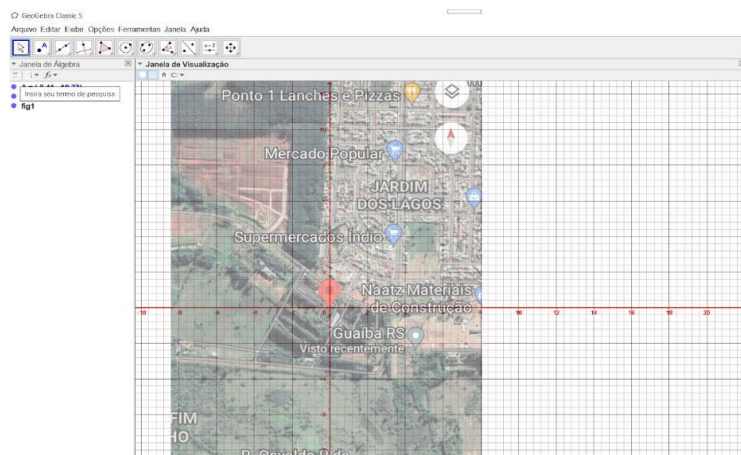 GeoGebra Classic 5
Arquivo Editar Exibir Opções Ferramentas Janela Ajuda
Janela de Álgebra
Janela de Visualização
Insira seu termo de pesquisa
fig1
Ponto 1 Lanches e Pizzas
Mercado Popular
JARDIM
DOS LAGOS
Supermercados Índio
Naatz Materiais
de Construção
-10
10
12
14
16
18
20
Guaíba RS
Visto recentemente
FIM
HO